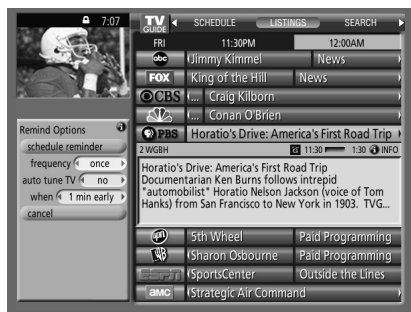 7:07
TV GUIDE
SCHEDULE LISTINGS SEARCH
FRI 11:30PM 12:00AM
abc Jimmy Kimmel News
FOX King of the Hill News
CBS ... Craig Kilborn
... Conan O'Brien
PBS Horatio's Drive: America's First Road Trip
2 WGBH 11:30 1:30 INFO
Horatio's Drive: America's First Road Trip
Documentarian Ken Burns follows intrepid
"automobilist" Horatio Nelson Jackson (voice of Tom
Hanks) from San Francisco to New York in 1903. TVG...
Remind Options
schedule reminder
frequency once
auto tune TV no
when 1 min early
cancel
5th Wheel Paid Programming
WB Sharon Osbourne Paid Programming
ESPN SportsCenter Outside the Lines
amc Strategic Air Command